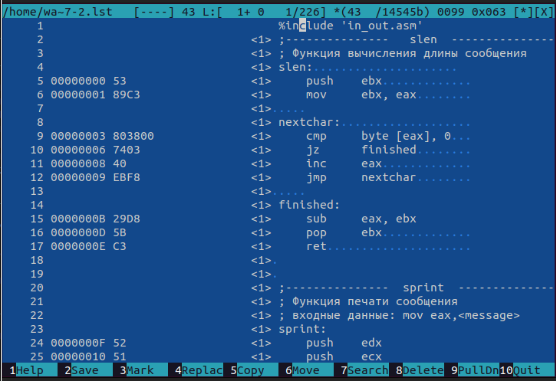 /home/wa~7-2.lst [----] 43 L:[ 1+ 0 1/226] *(43 /14545b) 0099 0x063 [*][X]
1 %include 'in_out.asm'
2 <1> ;--------------- slen ---------------
3 <1> ; Функция вычисления длины сообщения
4 <1> slen:......................
5 00000000 53 <1> push ebx.............
6 00000001 89C3 <1> mov ebx, eax........
7 <1>.....
8 <1> nextchar:...................
9 00000003 803800 <1> cmp byte [eax], 0...
10 00000006 7403 <1> jz finished........
11 00000008 40 <1> inc eax.............
12 00000009 EBF8 <1> jmp nextchar........
13 <1>.....
14 <1> finished:
15 0000000B 29D8 <1> sub eax, ebx
16 0000000D 5B <1> pop ebx.............
17 0000000E C3 <1> ret.....................
18 <1>.
19 <1>.
20 <1> ;--------------- sprint ---------------
21 <1> ; Функция печати сообщения
22 <1> ; входные данные: mov eax,<message>
23 <1> sprint:
24 0000000F 52 <1> push edx
25 00000010 51 <1> push ecx
1Help 2Save 3Mark 4Replac 5Copy 6Move 7Search 8Delete 9PullDn 10Quit